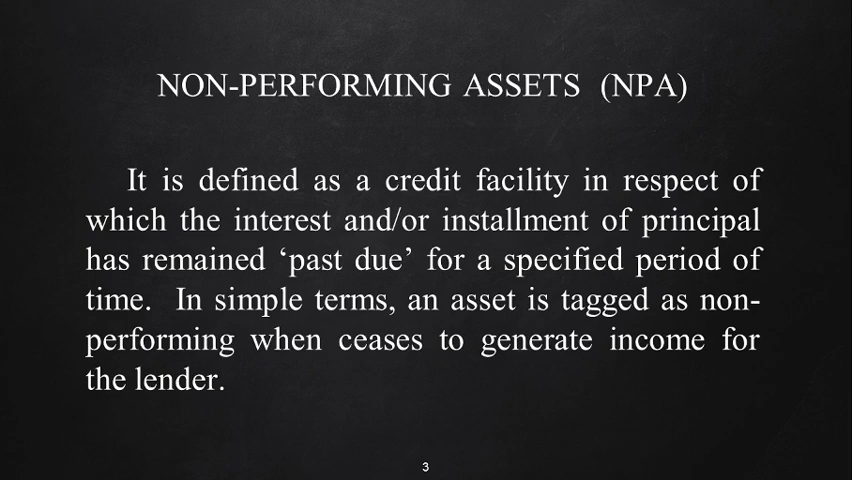 NON-PERFORMING ASSETS (NPA)
It is defined as a credit facility in respect of
which the interest and/or installment of principal
has remained ‘past due’ for a specified period of
time. In simple terms, an asset is tagged as non-
performing when ceases to generate income for
the lender.
3